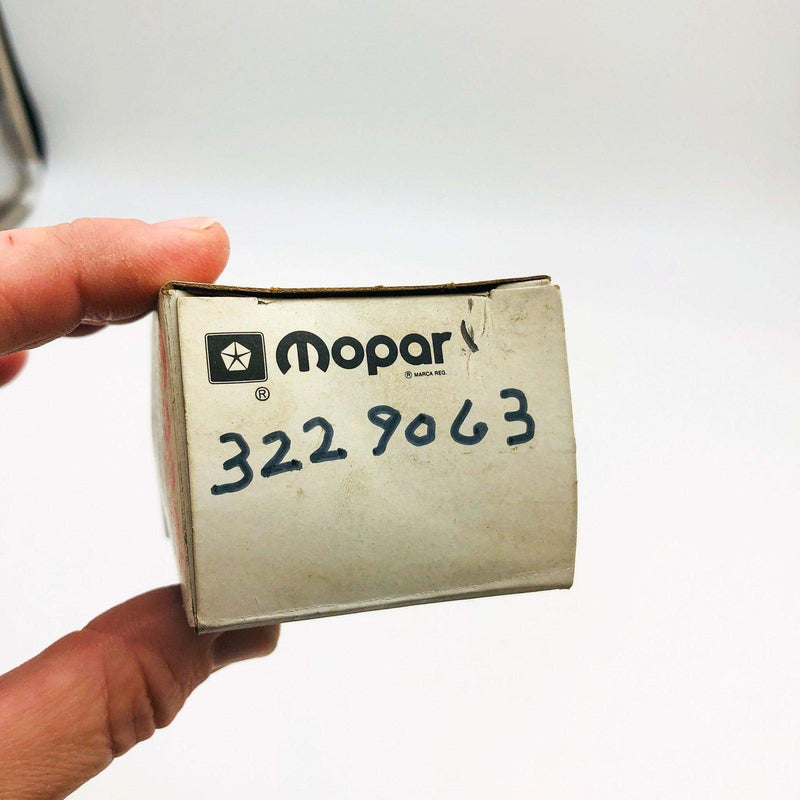 mopar
® MARCA REG.
®
3229063